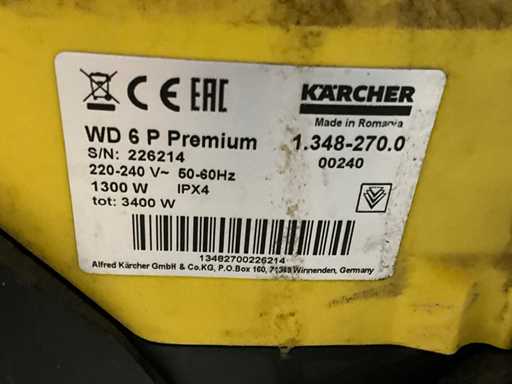 CE EAC KÄRCHER
Made in Romania
WD 6 P Premium 1.348-270.0
S/N: 226214 00240
220-240 V~ 50-60Hz
1300 W IPX4
tot: 3400 W
13482700226214
Alfred Kärcher GmbH & Co.KG, P.O.Box 160, 71349 Winnenden, Germany